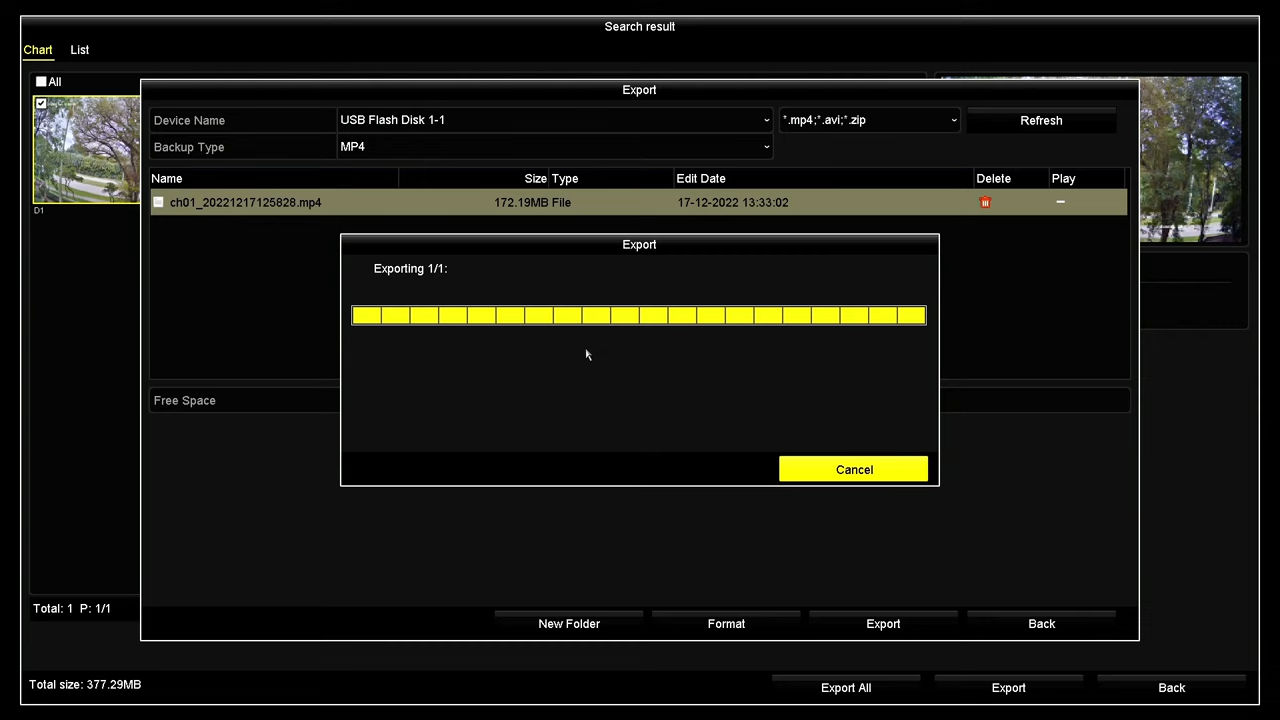 Search result
Chart List
All
Export
Device Name USB Flash Disk 1-1 *.mp4;*.avi;*.zip Refresh
Backup Type MP4
Name Size Type Edit Date Delete Play
ch01_20221217125828.mp4 172.19MB File 17-12-2022 13:33:02
D1
Export
Exporting 1/1:
Free Space
Cancel
Total: 1 P: 1/1
New Folder Format Export Back
Total size: 377.29MB
Export All Export Back